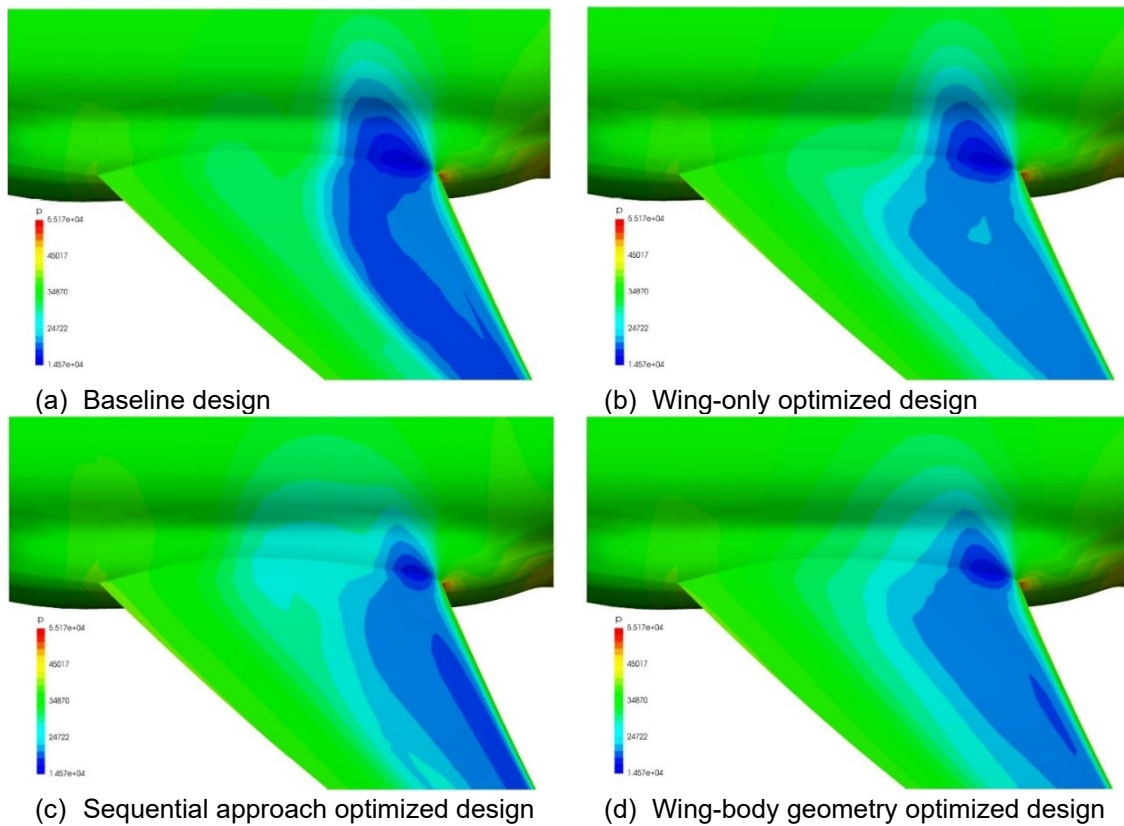 p
5.517e+04
45017
34870
24722
1.457e+04
(a) Baseline design
p
5.517e+04
45017
34870
24722
1.457e+04
(b) Wing-only optimized design
p
5.517e+04
45017
34870
24722
1.457e+04
(c) Sequential approach optimized design
p
5.517e+04
45017
34870
24722
1.457e+04
(d) Wing-body geometry optimized design